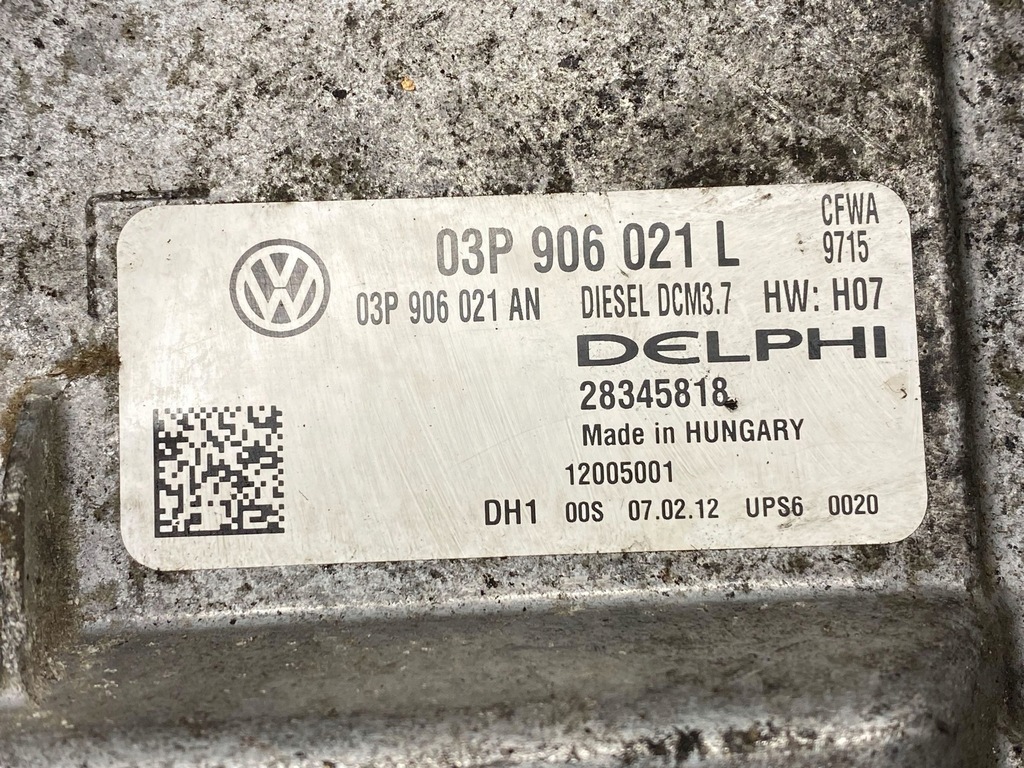 03P 906 021 L
CFWA
9715
03P 906 021 AN DIESEL DCM3.7 HW: H07
DELPHI
28345818
Made in HUNGARY
12005001
DH1 00S 07.02.12 UPS6 0020